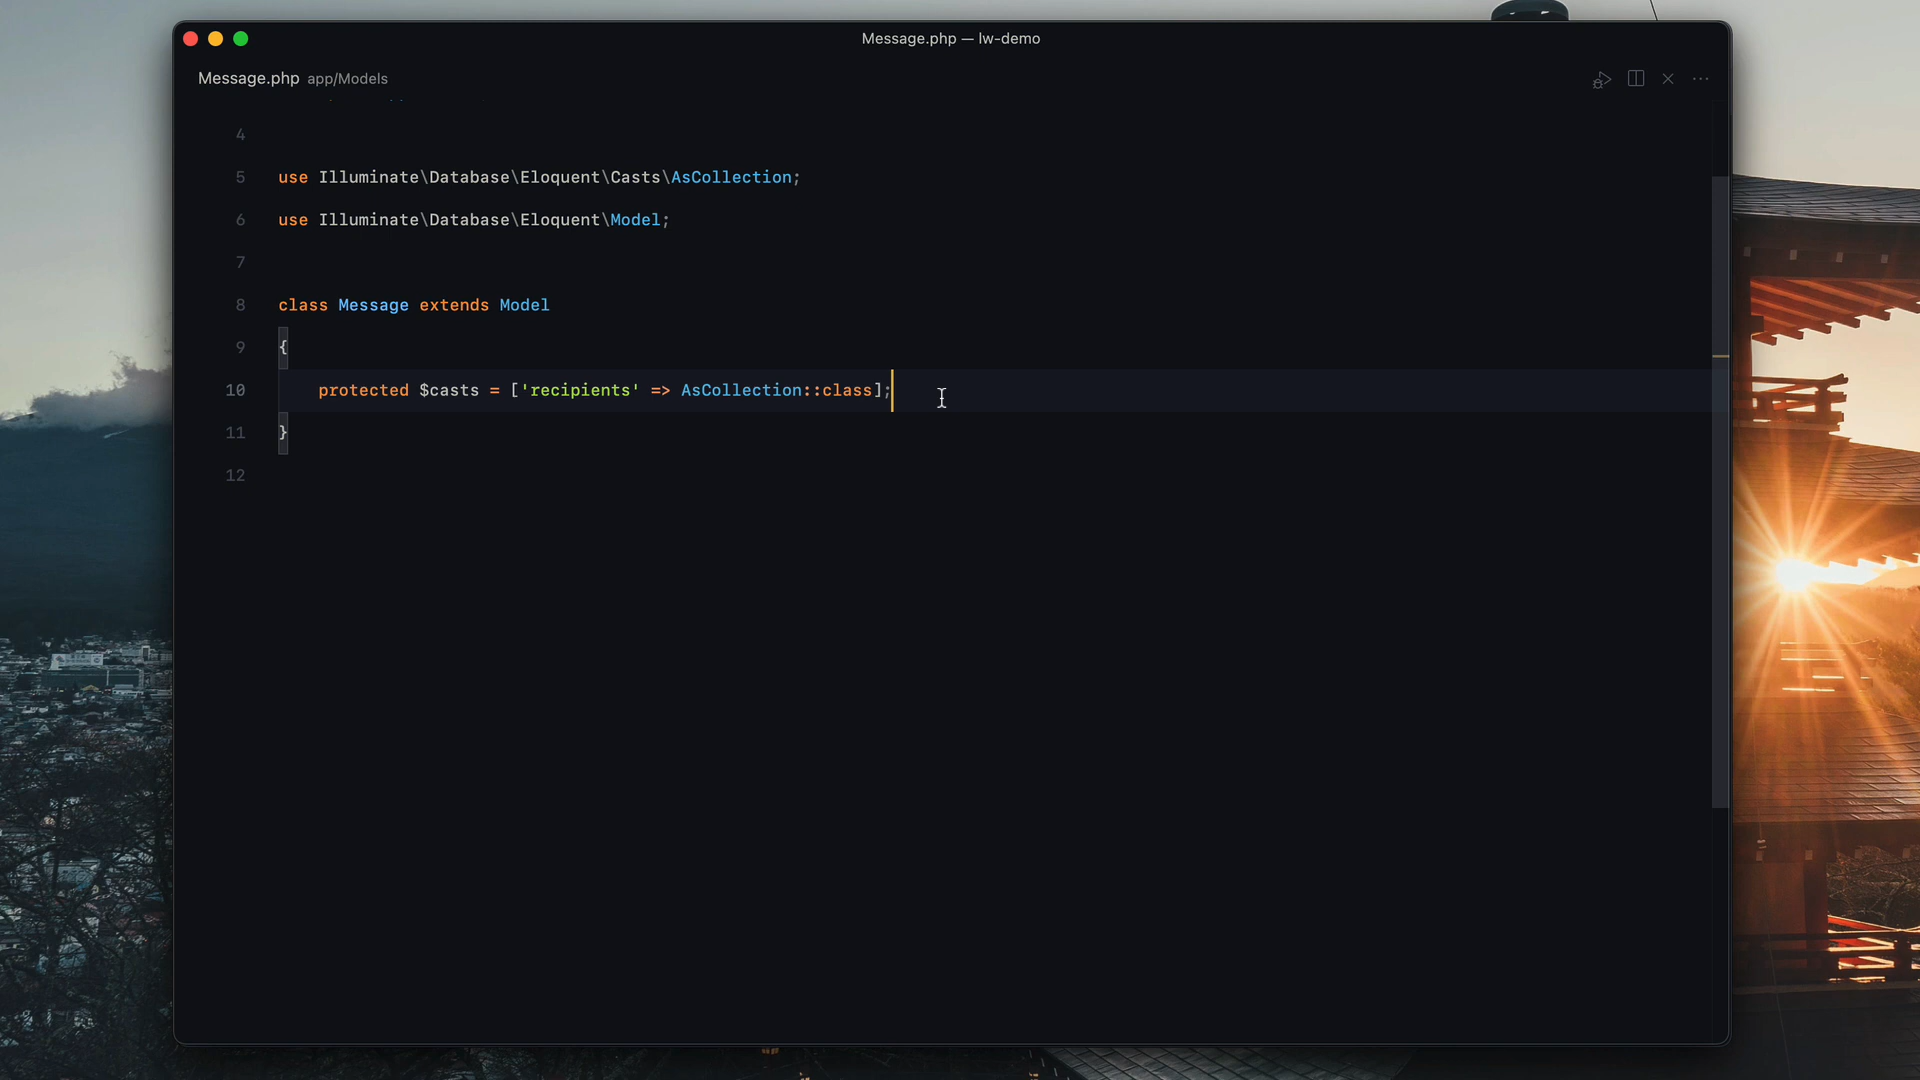 Message.php — lw-demo
Message.php app/Models
4
5 use Illuminate\Database\Eloquent\Casts\AsCollection;
6 use Illuminate\Database\Eloquent\Model;
7
8 class Message extends Model
9 {
10 protected $casts = ['recipients' => AsCollection::class];
11 }
12